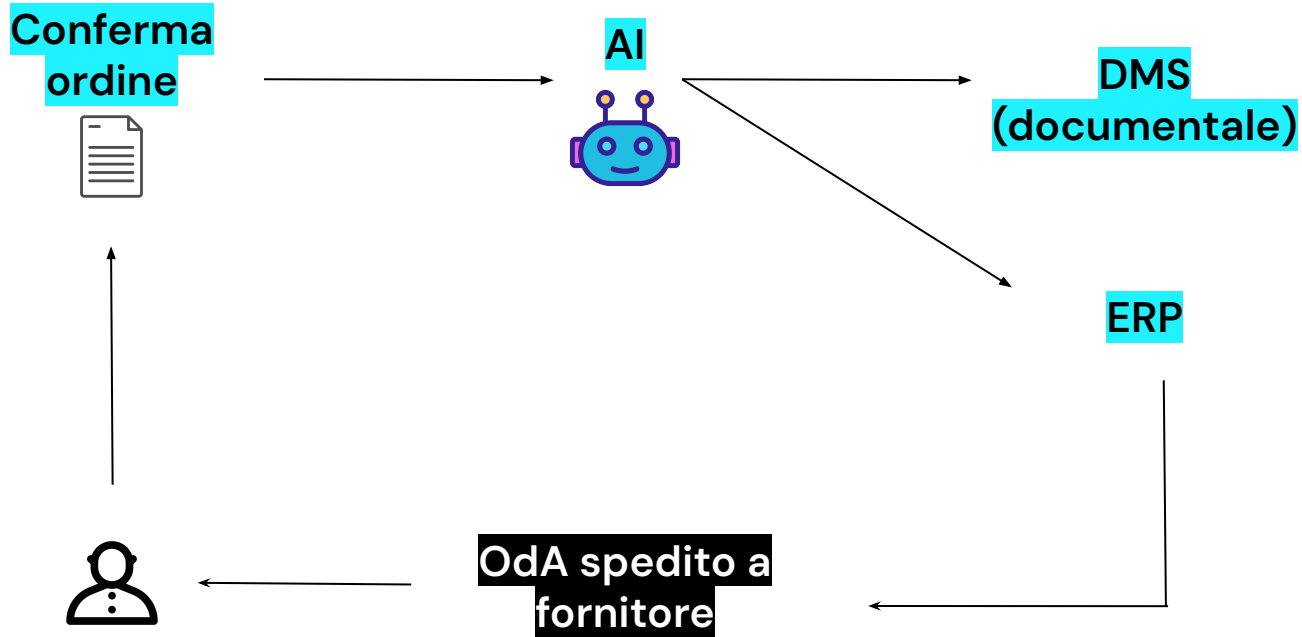 Conferma
ordine
AI
DMS
(documentale)
ERP
OdA spedito a
fornitore